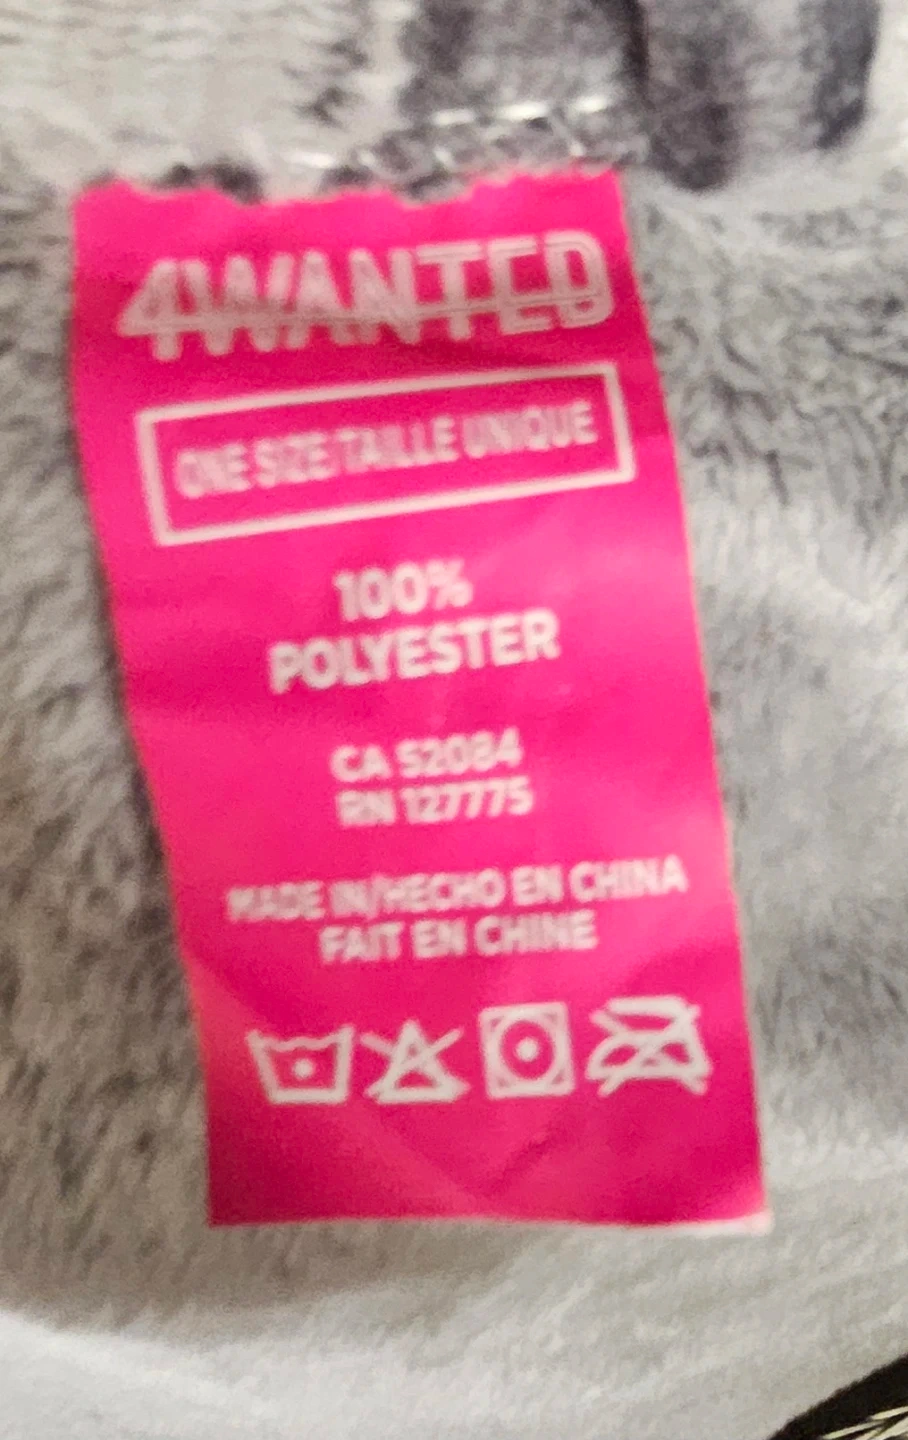 4WANTED
ONE SIZE/TAILLE UNIQUE
100%
POLYESTER
CA 52084
RN 127775
MADE IN/HECHO EN CHINA
FAIT EN CHINE